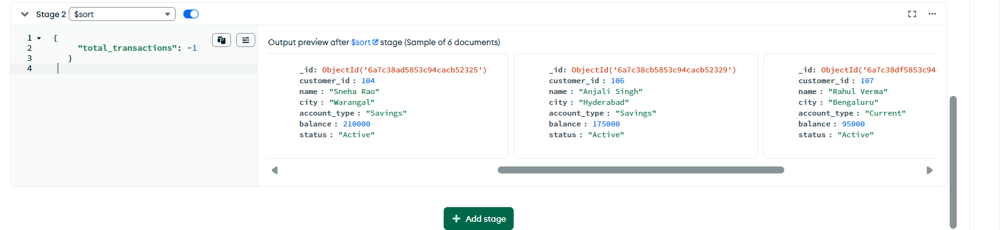 Stage 2 $sort
1 {
2 "total_transactions": -1
3 }
4
Output preview after $sort stage (Sample of 6 documents)
_id: ObjectId('6a7c38ad5853c94cacb52325')
customer_id : 104
name : "Sneha Rao"
city : "Warangal"
account_type : "Savings"
balance : 210000
status : "Active"
_id: ObjectId('6a7c38cb5853c94cacb52329')
customer_id : 106
name : "Anjali Singh"
city : "Hyderabad"
account_type : "Savings"
balance : 175000
status : "Active"
_id: ObjectId('6a7c38df5853c94
customer_id : 107
name : "Rahul Verma"
city : "Bengaluru"
account_type : "Current"
balance : 95000
status : "Active"
Add stage